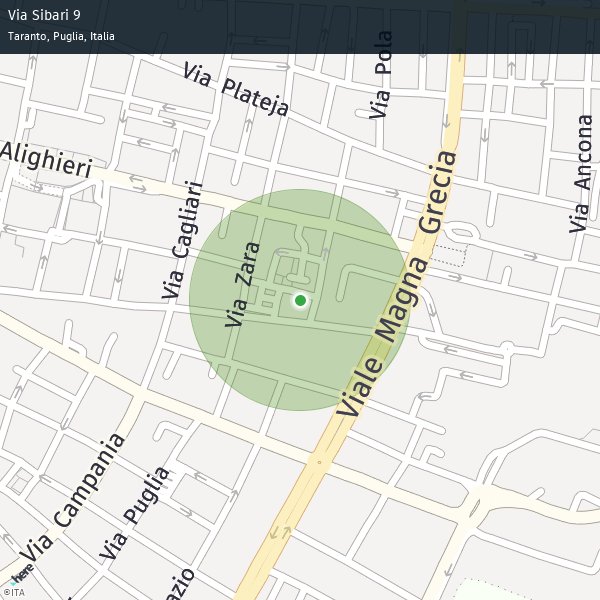 Via Sibari 9
Taranto, Puglia, Italia
Via Pola
Via Plateja
Alighieri
Via Ancona
Via Cagliari
Via Zara
Viale Magna Grecia
Via Campania
Via Puglia
azio
here
©ITA